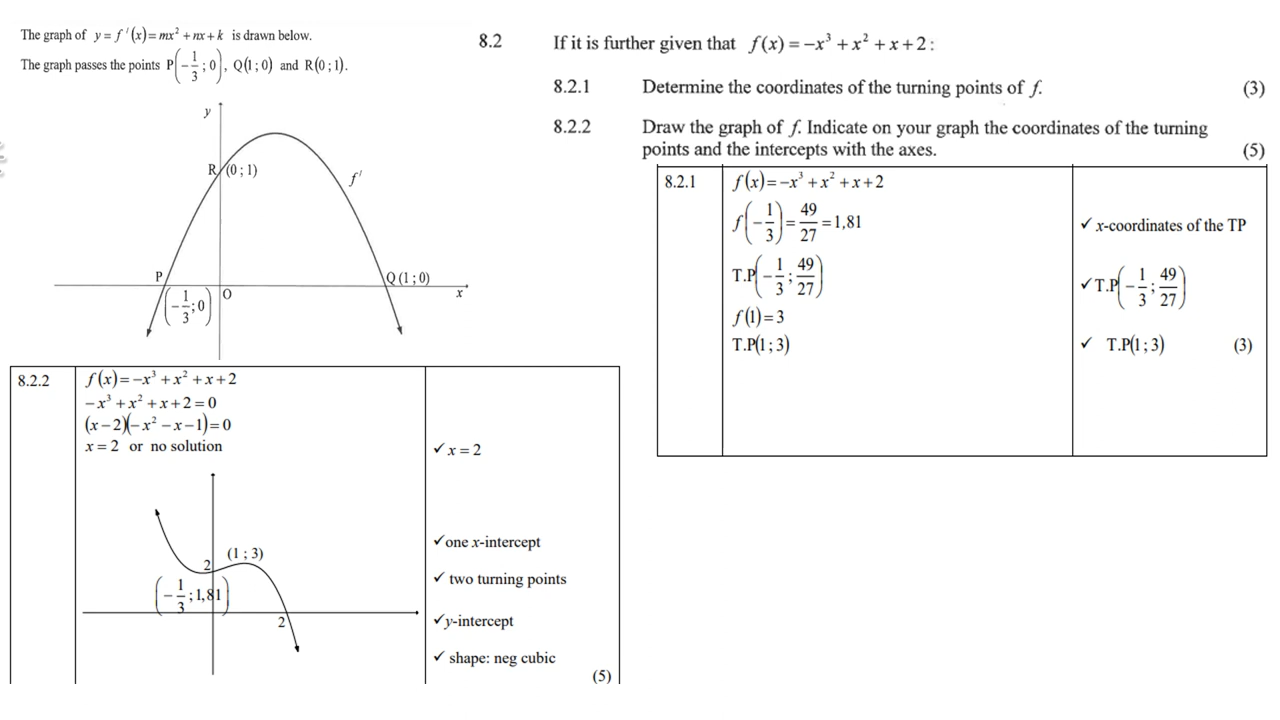 The graph of y = f '(x) = mx² + nx + k is drawn below.
The graph passes the points P(-1/3 ; 0), Q(1 ; 0) and R(0 ; 1).
y
R (0 ; 1)
f'
P
Q (1 ; 0)
x
O
(-1/3 ; 0)
8.2 If it is further given that f(x) = -x³ + x² + x + 2 :
8.2.1 Determine the coordinates of the turning points of f. (3)
8.2.2 Draw the graph of f. Indicate on your graph the coordinates of the turning
points and the intercepts with the axes. (5)
8.2.1 f(x) = -x³ + x² + x + 2
f(-1/3) = 49/27 = 1,81
✓ x-coordinates of the TP
T.P(-1/3 ; 49/27)
✓ T.P(-1/3 ; 49/27)
f(1) = 3
T.P(1 ; 3)
✓ T.P(1 ; 3) (3)
8.2.2 f(x) = -x³ + x² + x + 2
-x³ + x² + x + 2 = 0
(x - 2)(-x² - x - 1) = 0
x = 2 or no solution
✓ x = 2
(1 ; 3)
2
(-1/3 ; 1,81)
2
✓ one x-intercept
✓ two turning points
✓ y-intercept
✓ shape: neg cubic
(5)